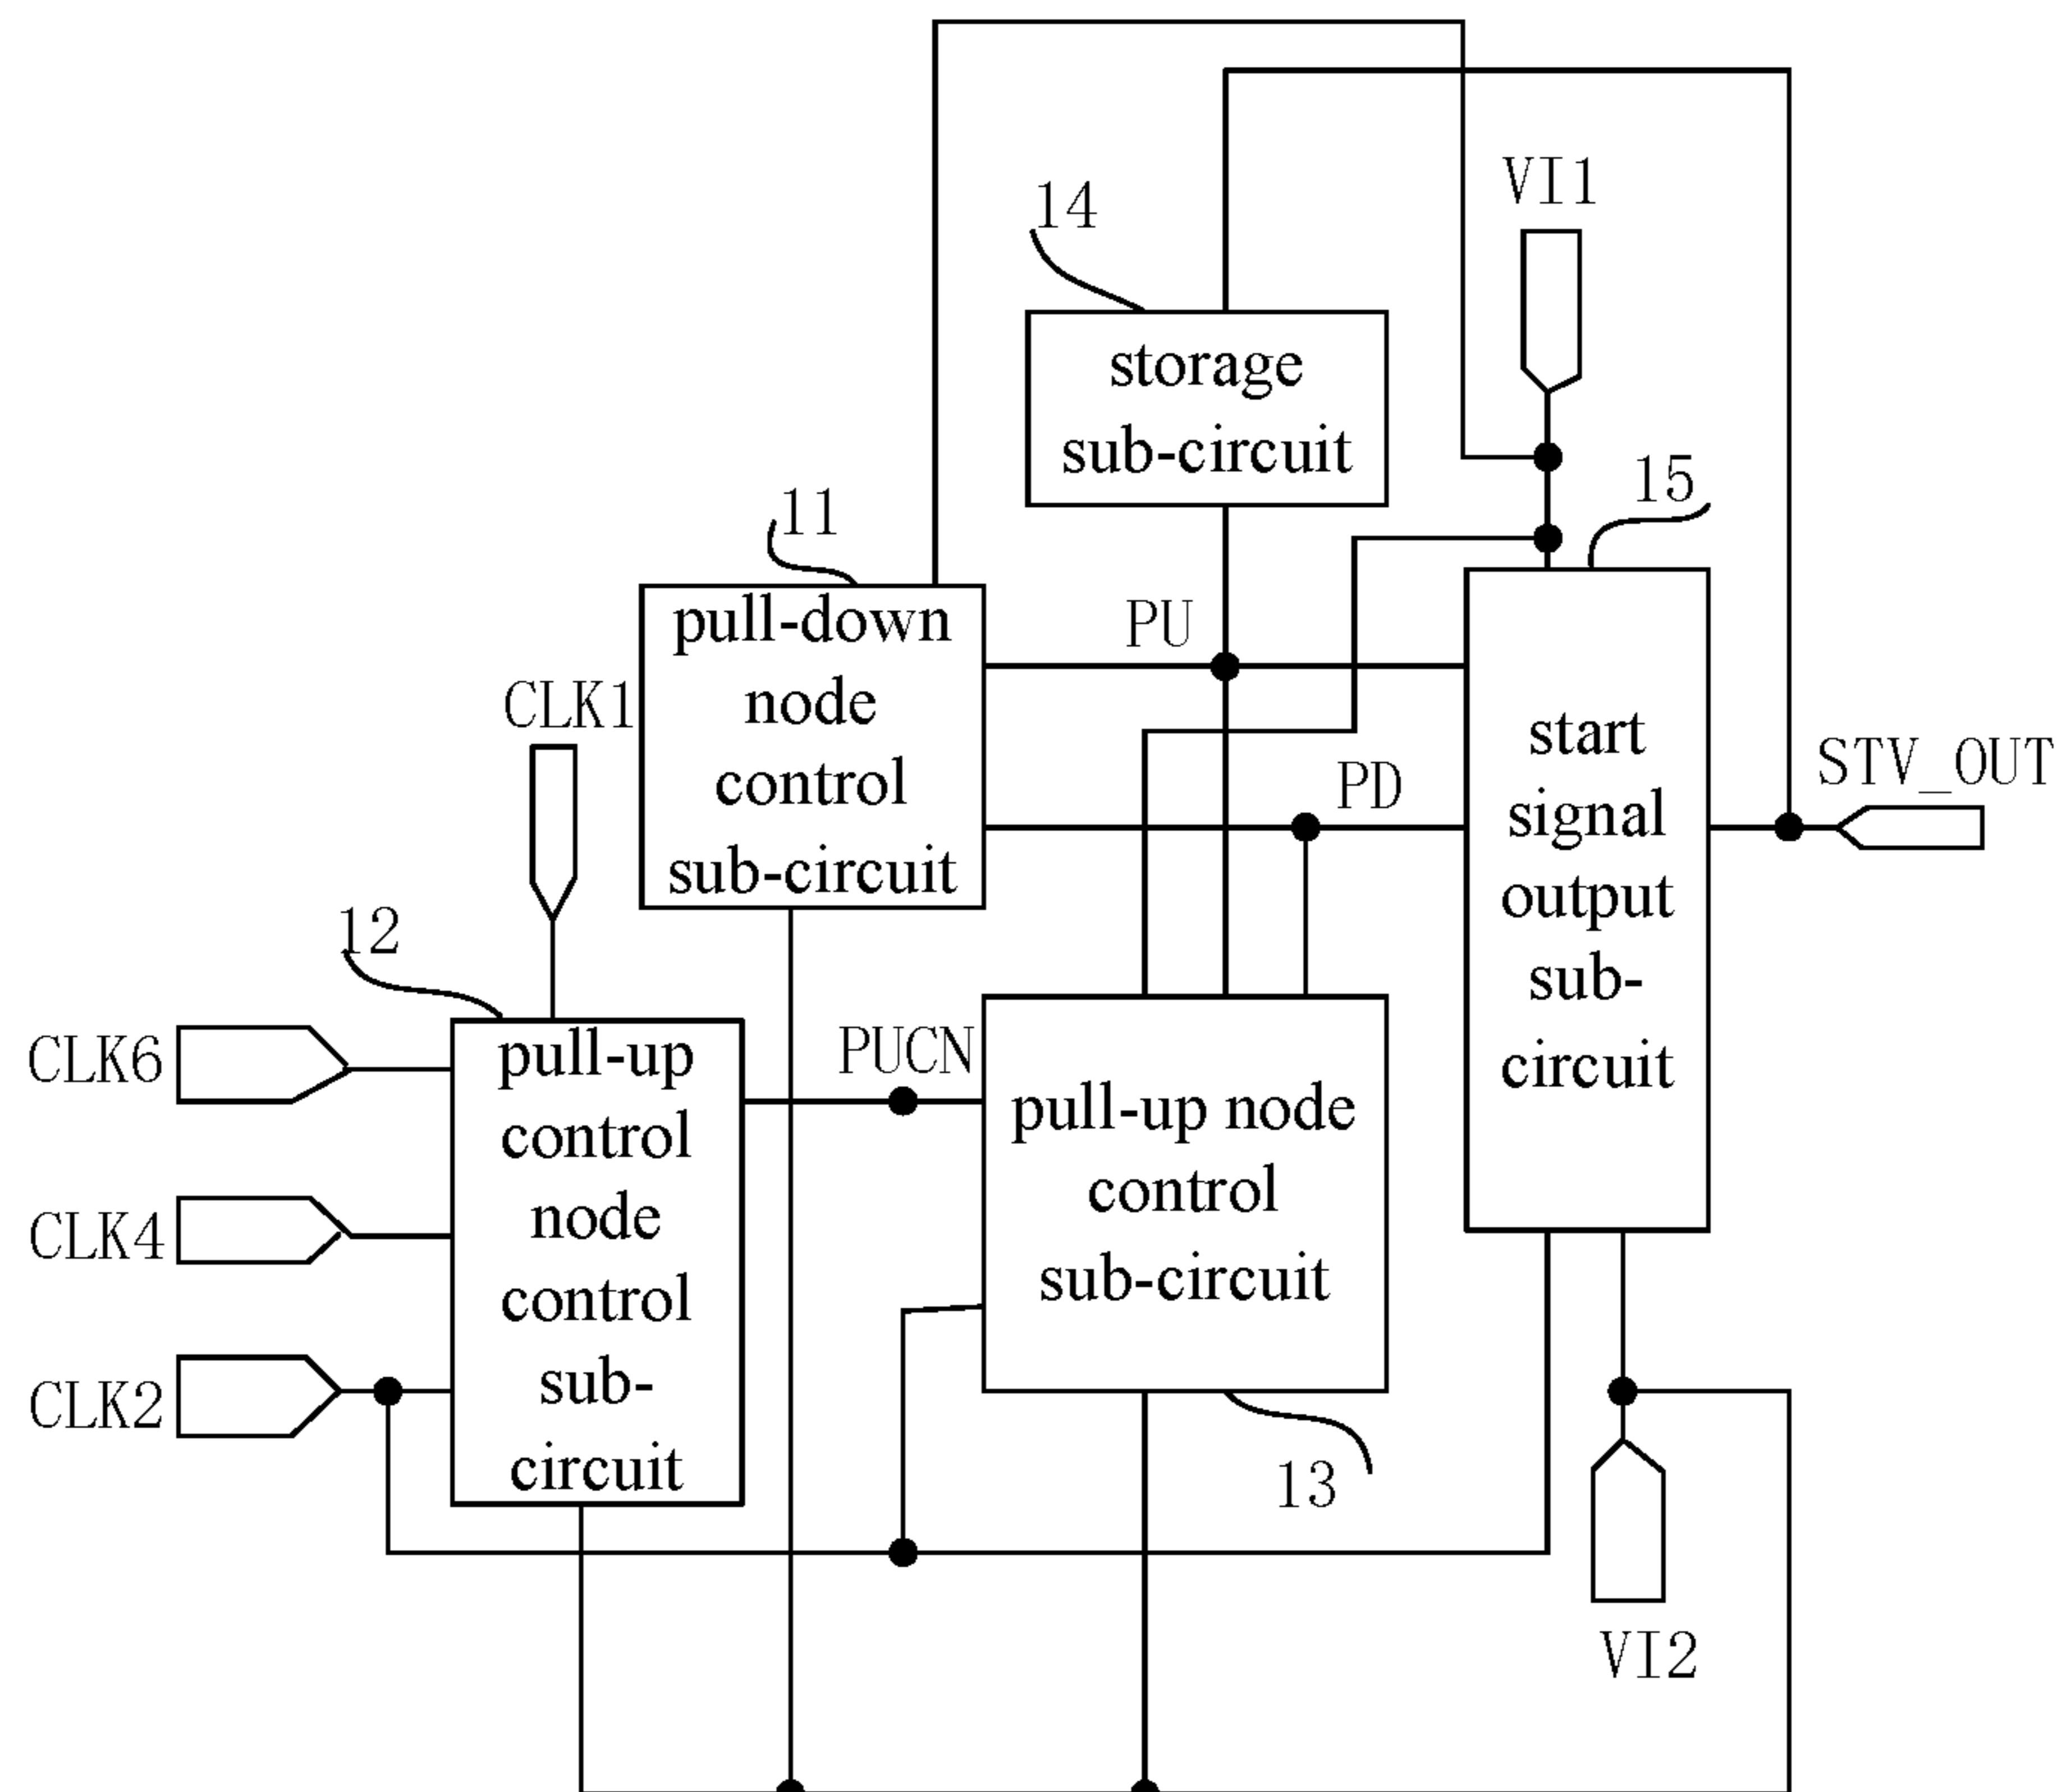 VI1
14
storage
sub-circuit
15
11
pull-down
node
control
sub-circuit
PU
CLK1
PD
start
signal
output
sub-
circuit
STV_OUT
12
CLK6
CLK4
CLK2
pull-up
control
node
control
sub-
circuit
PUCN
pull-up node
control
sub-circuit
13
VI2